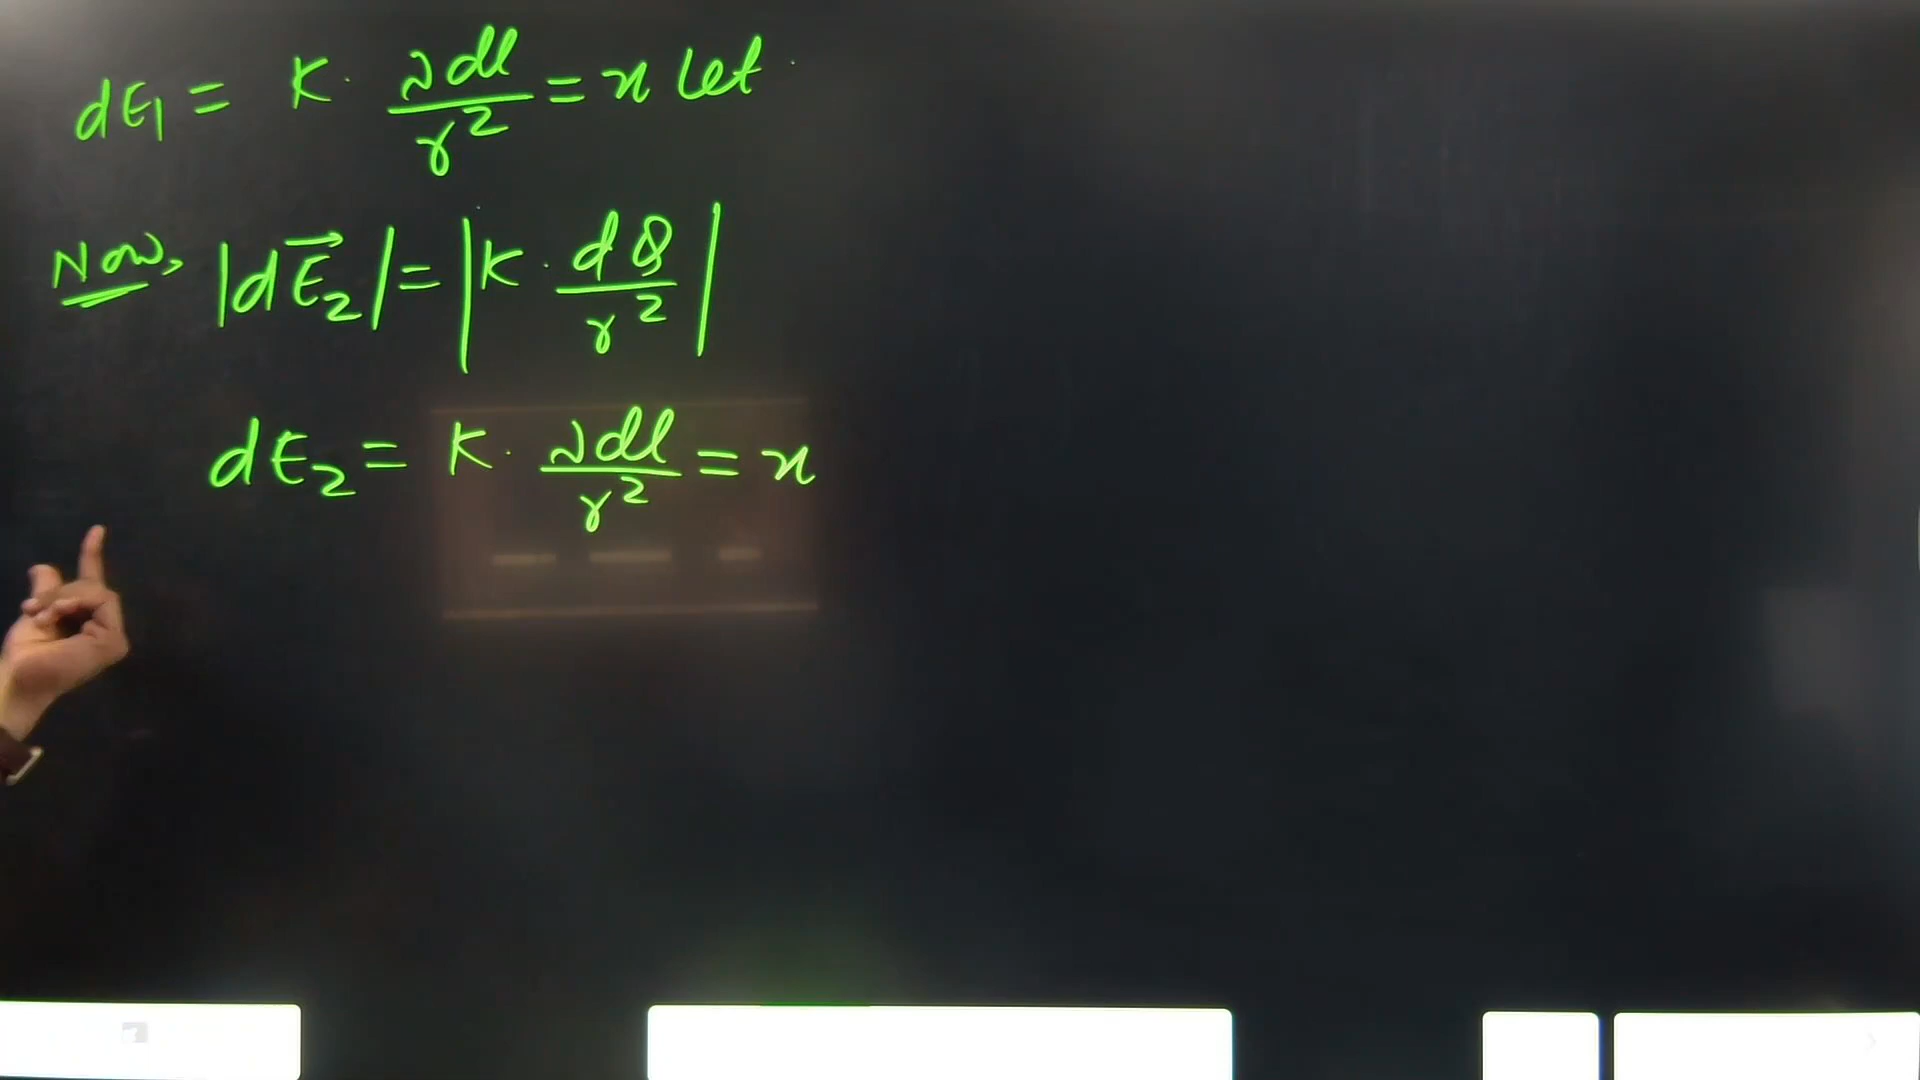 dE₁ = K · λdl/r² = x let.
Now, |dE⃗₂| = |K · dQ/r²|
dE₂ = K · λdl/r² = x